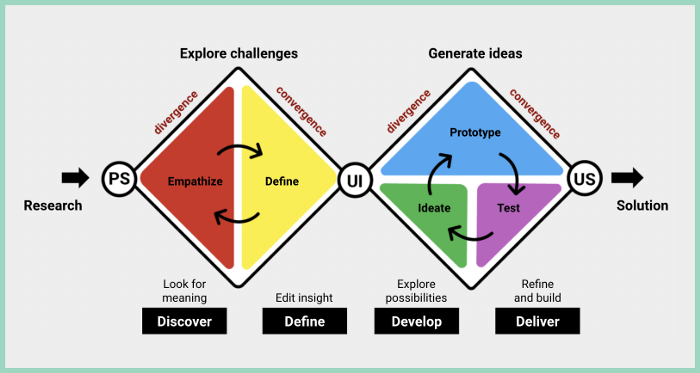 Explore challenges
Generate ideas
divergence
convergence
divergence
convergence
Prototype
PS
Empathize
Define
UI
US
Ideate
Test
Research
Solution
Look for
meaning
Edit insight
Explore
possibilities
Refine
and build
Discover
Define
Develop
Deliver